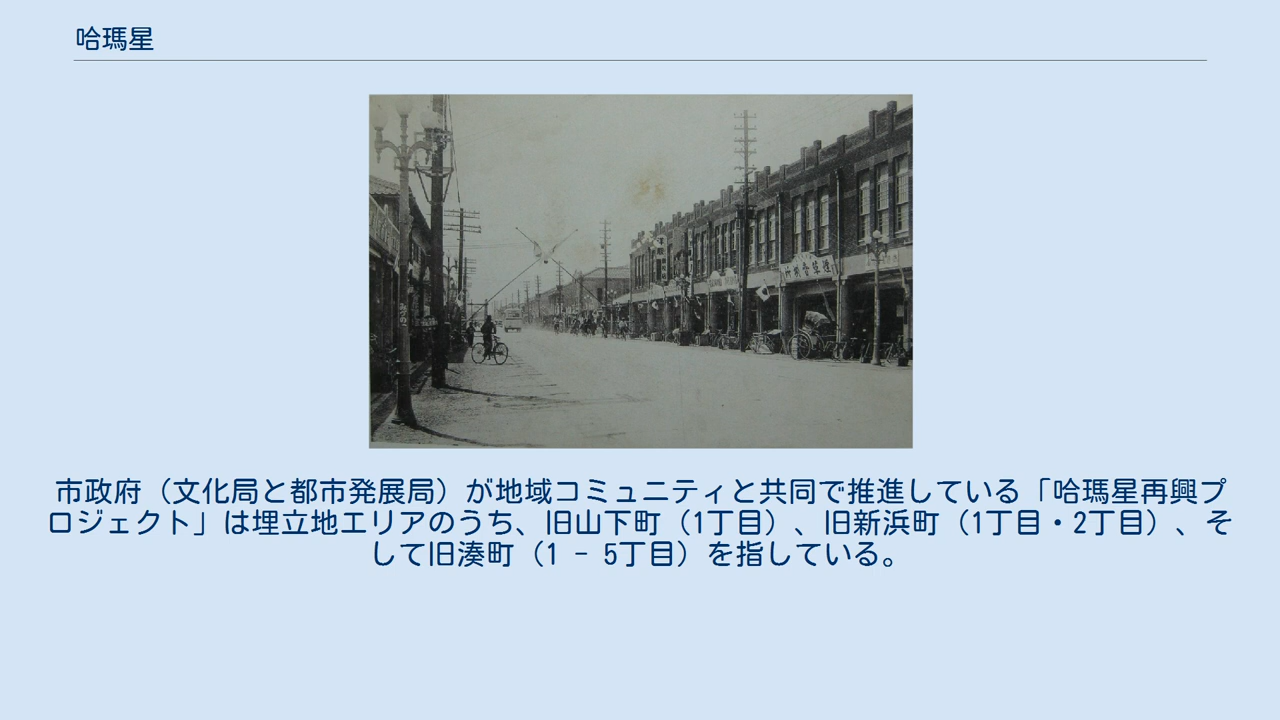 哈瑪星
市政府（文化局と都市発展局）が地域コミュニティと共同で推進している「哈瑪星再興プ
ロジェクト」は埋立地エリアのうち、旧山下町（1丁目）、旧新浜町（1丁目・2丁目）、そ
して旧湊町（1 - 5丁目）を指している。